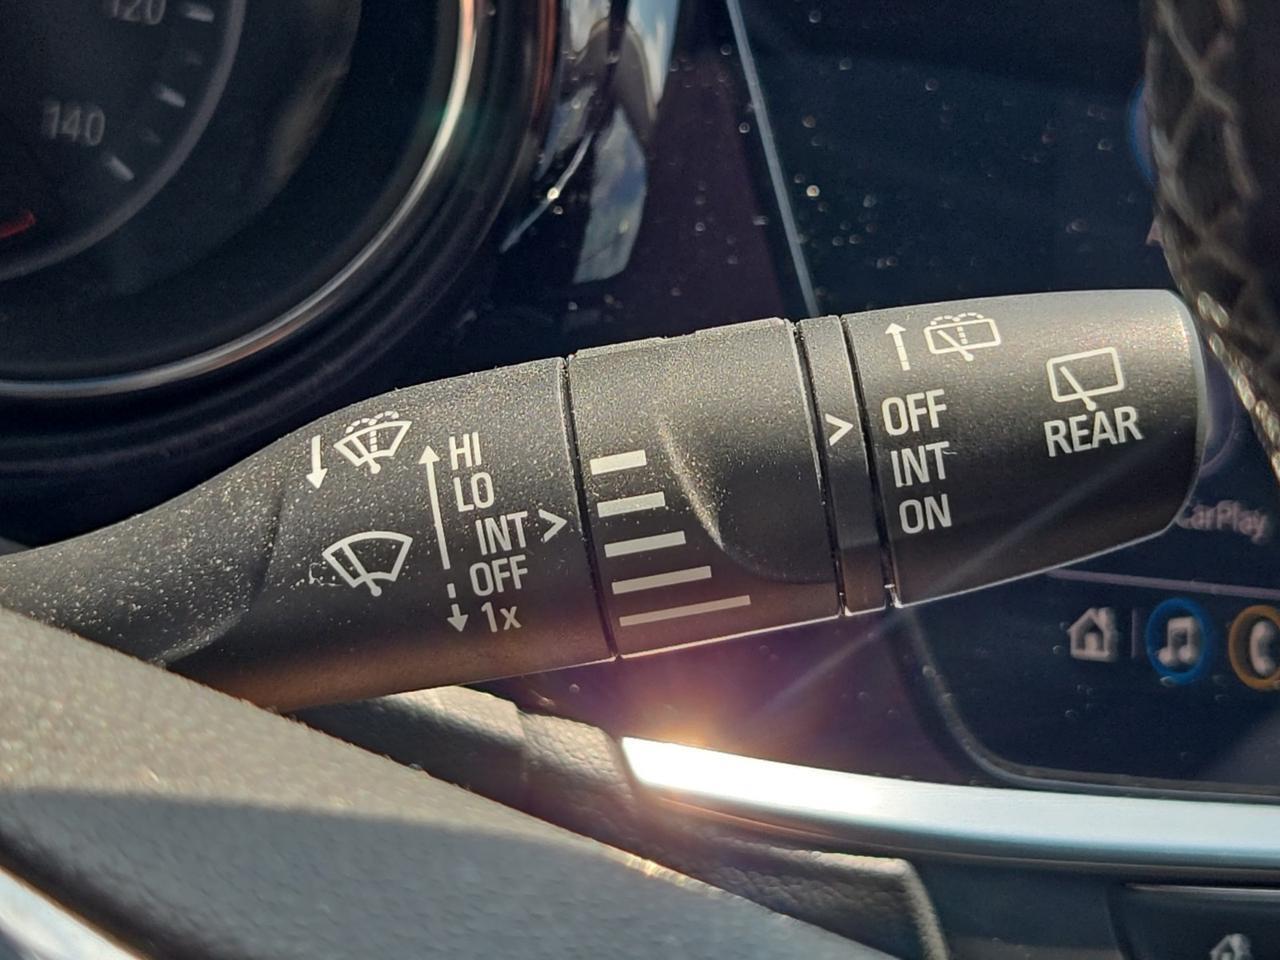 120
140
HI
LO
INT >
OFF
1x
>
OFF
INT
ON
REAR
CarPlay